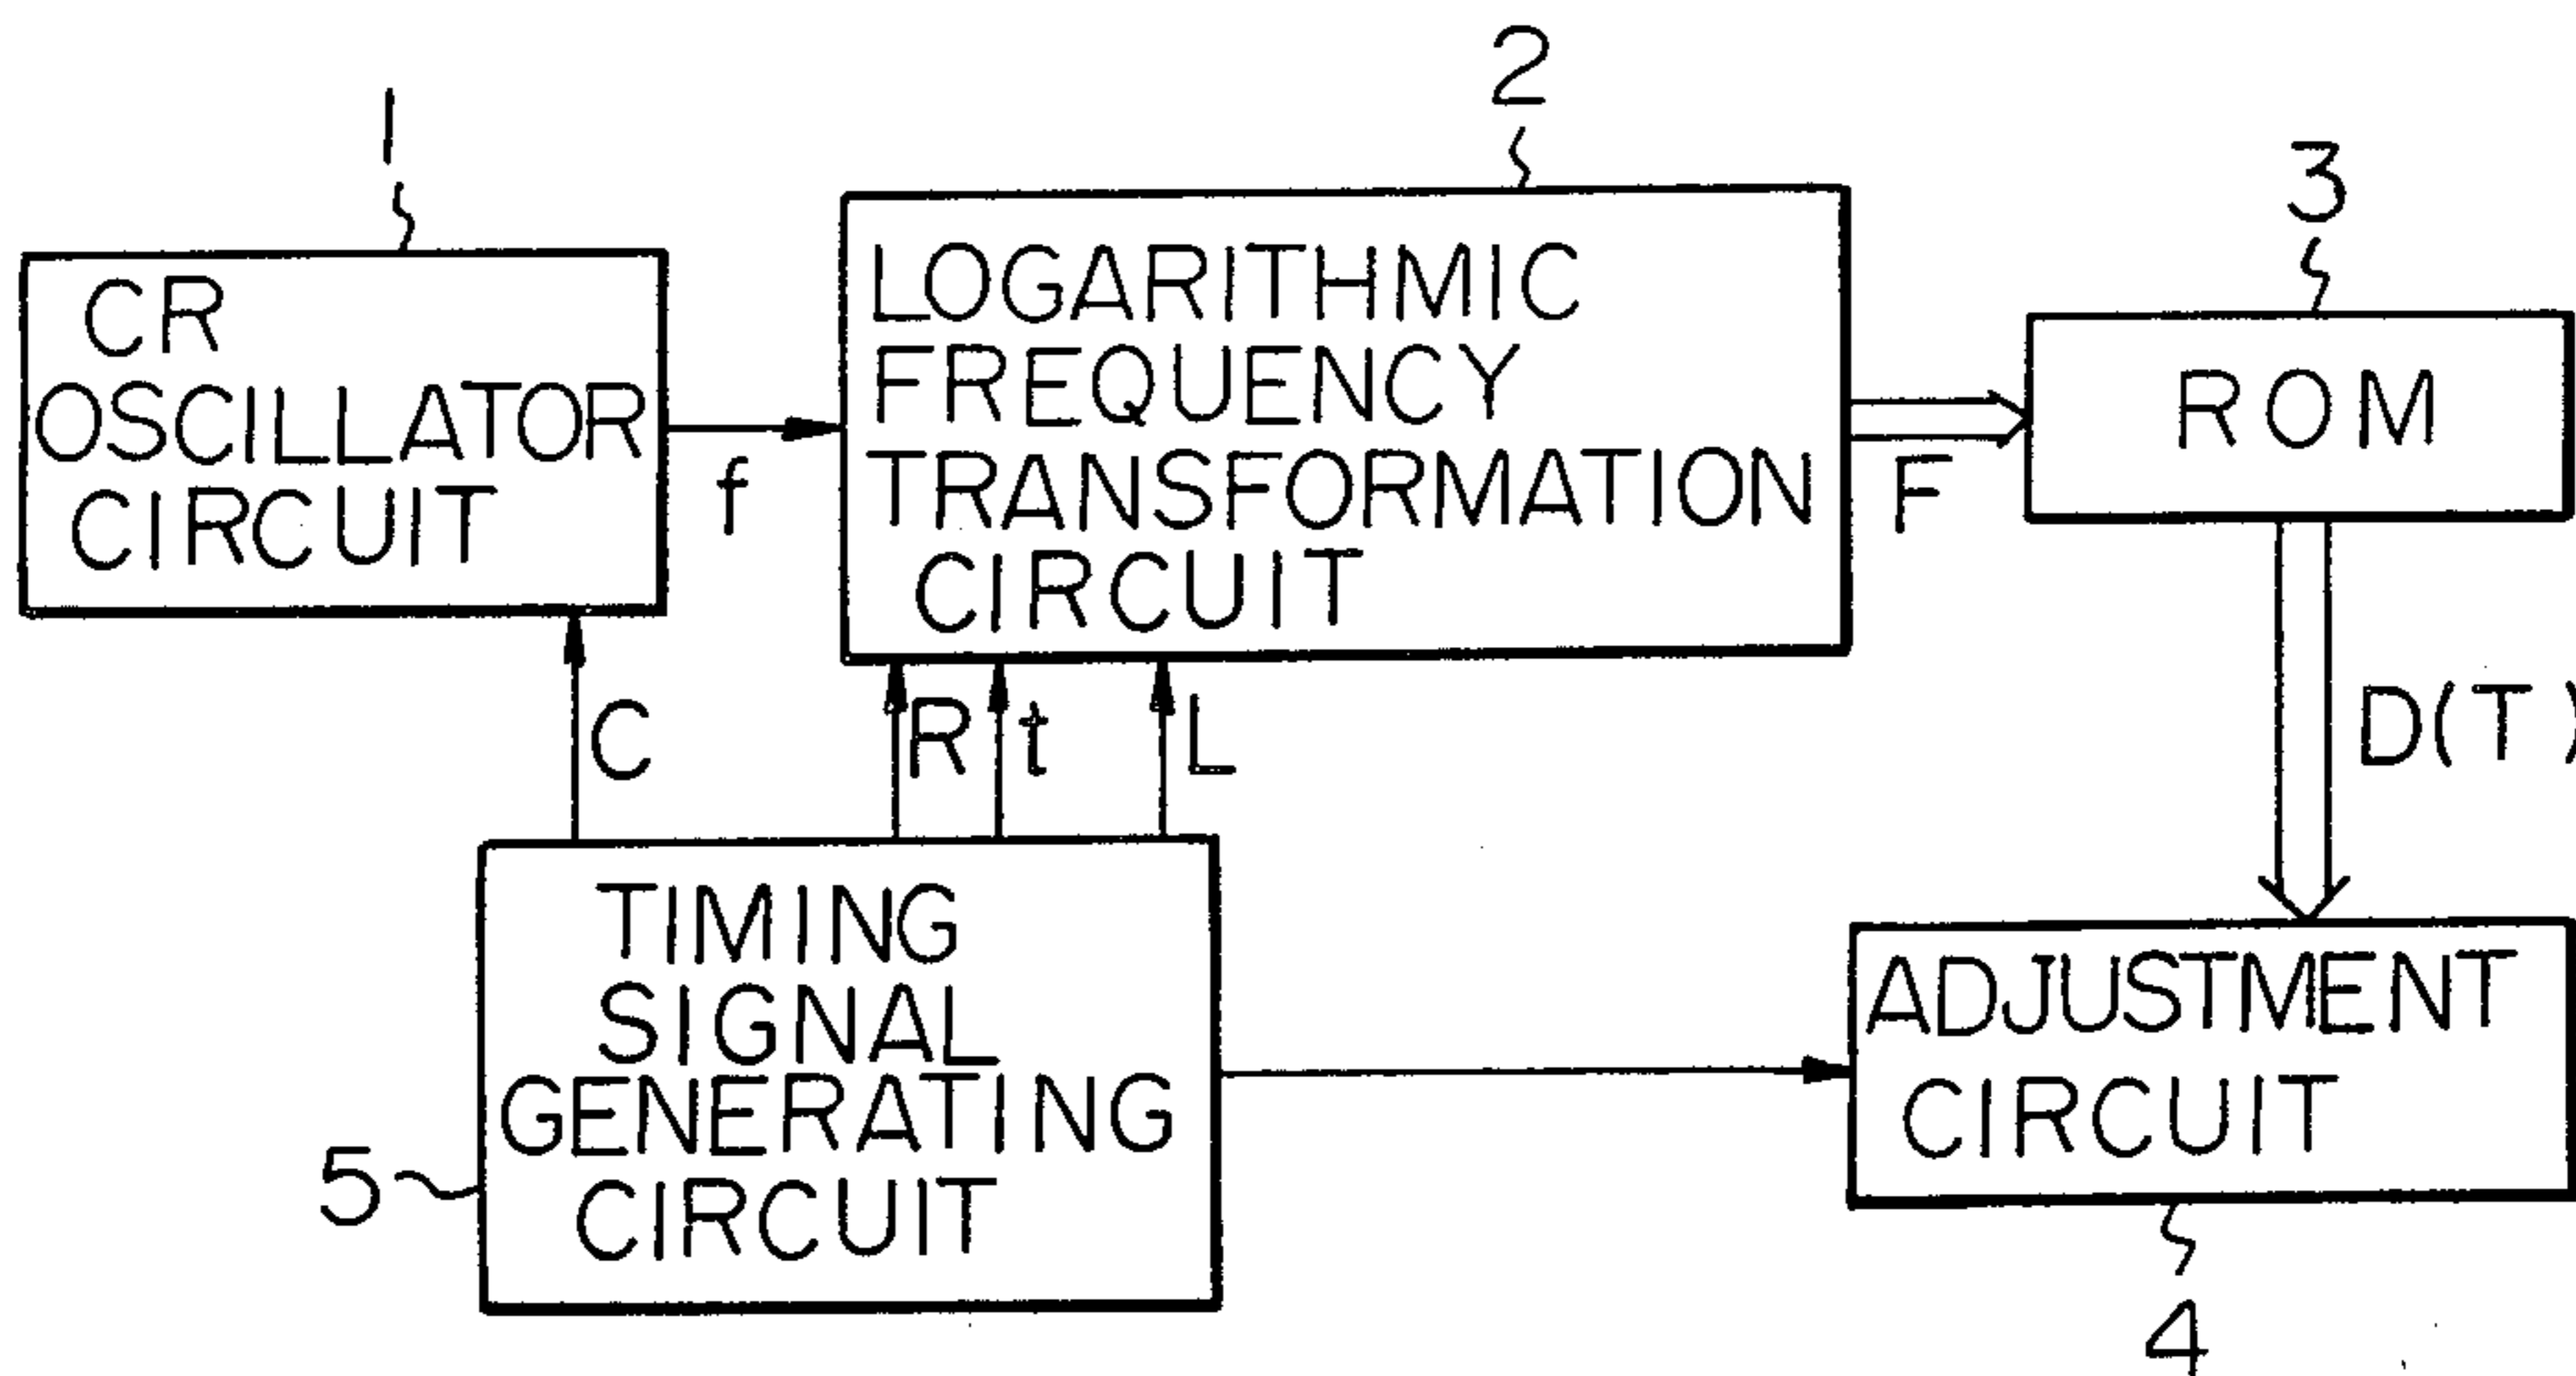 1
CR
OSCILLATOR
CIRCUIT
f
2
LOGARITHMIC
FREQUENCY
TRANSFORMATION
CIRCUIT
F
3
ROM
C
R
t
L
D(T)
5
TIMING
SIGNAL
GENERATING
CIRCUIT
ADJUSTMENT
CIRCUIT
4